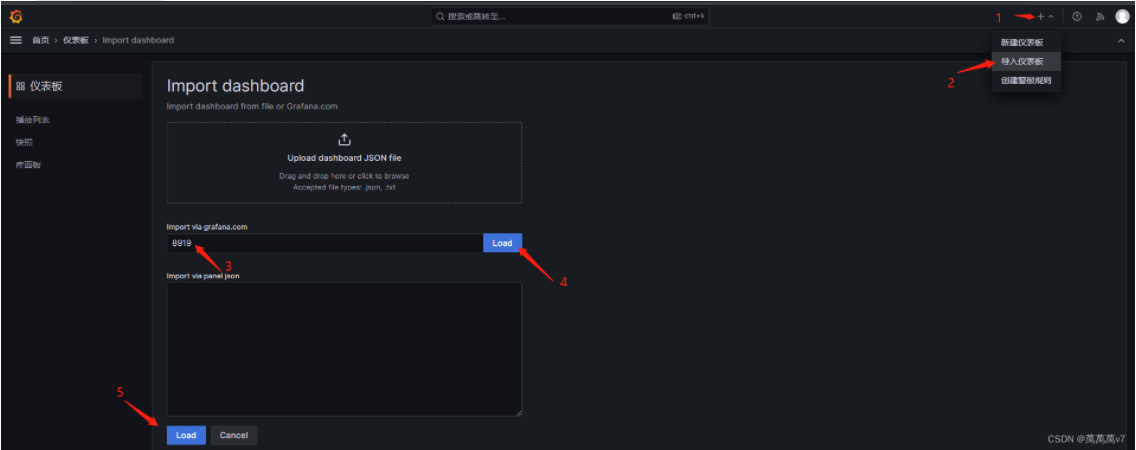 搜索或跳转至... ctrl+k 1
首页 › 仪表板 › Import dashboard
新建仪表板
导入仪表板
创建警报规则
2
仪表板
播放列表
快照
库面板
Import dashboard
Import dashboard from file or Grafana.com
Upload dashboard JSON file
Drag and drop here or click to browse
Accepted file types: .json, .txt
Import via grafana.com
8919 Load
3
4
Import via panel json
5
Load Cancel
CSDN @萬萬萬v7